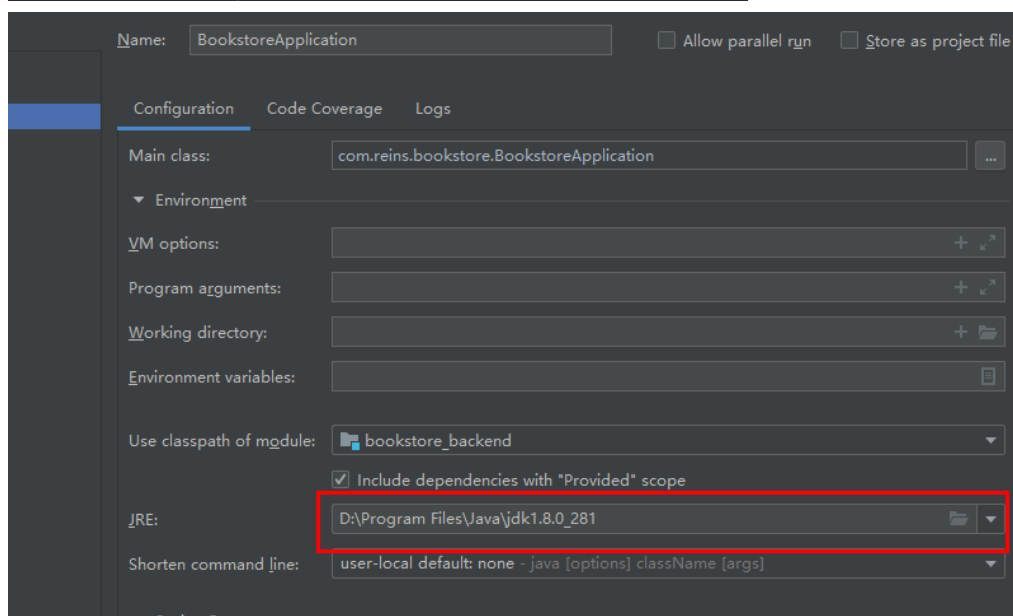 Name: BookstoreApplication Allow parallel run Store as project file
Configuration Code Coverage Logs
Main class: com.reins.bookstore.BookstoreApplication ...
Environment
VM options:
Program arguments:
Working directory:
Environment variables:
Use classpath of module: bookstore_backend
Include dependencies with "Provided" scope
JRE: D:\Program Files\Java\jdk1.8.0_281
Shorten command line: user-local default: none - java [options] className [args]